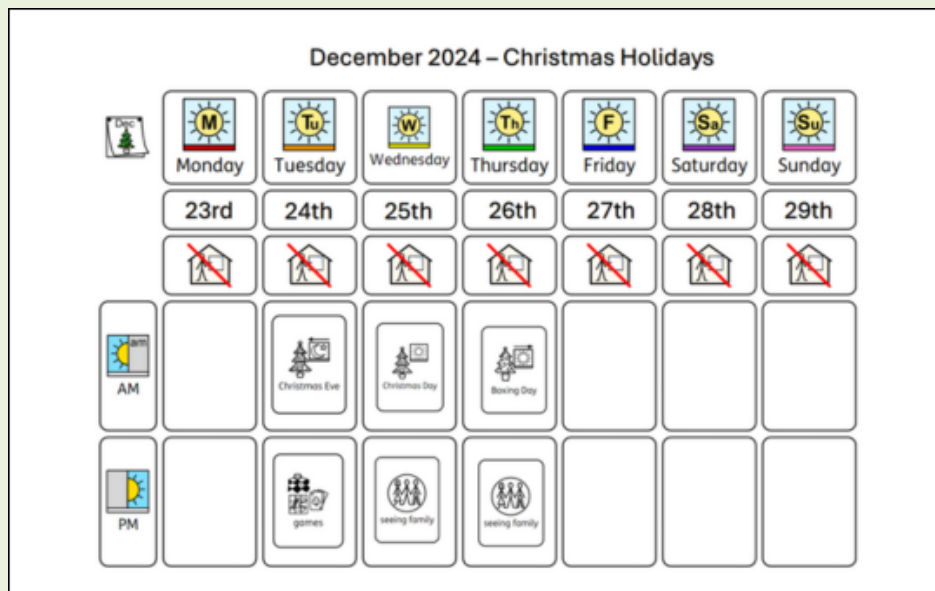 December 2024 – Christmas Holidays
Dec
M Tu W Th F Sa Su
Monday Tuesday Wednesday Thursday Friday Saturday Sunday
23rd 24th 25th 26th 27th 28th 29th
am
AM
Christmas Eve Christmas Day Boxing Day
PM
games seeing family seeing family